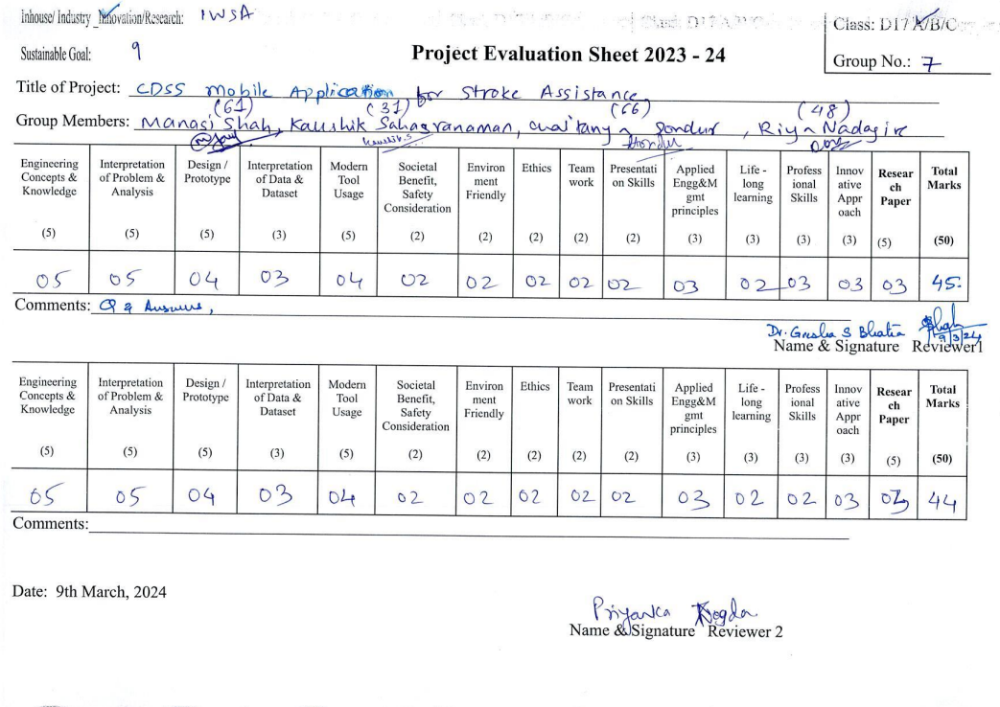 Inhouse/ Industry _Innovation/Research: IWSA
Class: D17 A/B/C
Sustainable Goal: 9
Project Evaluation Sheet 2023 - 24
Group No.: 7
Title of Project: CDSS Mobile Application for Stroke Assistance
(61) (31) (66) (48)
Group Members: Manasi Shah, Kaushik Sahasranaman, Chaitanya Sondur, Riya Nadagire
Engineering Concepts & Knowledge (5) Interpretation of Problem & Analysis (5) Design / Prototype (5) Interpretation of Data & Dataset (3) Modern Tool Usage (5) Societal Benefit, Safety Consideration (2) Environ ment Friendly (2) Ethics (2) Team work (2) Presentati on Skills (2) Applied Engg&M gmt principles (3) Life - long learning (3) Profess ional Skills (3) Innov ative Appr oach (3) Resear ch Paper (5) Total Marks (50)
05 05 04 03 04 02 02 02 02 02 03 02 03 03 03 45.
Comments: Q & Answers,
Dr. Gresha S Bhatia
9/3/24
Name & Signature Reviewer1
Engineering Concepts & Knowledge (5) Interpretation of Problem & Analysis (5) Design / Prototype (5) Interpretation of Data & Dataset (3) Modern Tool Usage (5) Societal Benefit, Safety Consideration (2) Environ ment Friendly (2) Ethics (2) Team work (2) Presentati on Skills (2) Applied Engg&M gmt principles (3) Life - long learning (3) Profess ional Skills (3) Innov ative Appr oach (3) Resear ch Paper (5) Total Marks (50)
05 05 04 03 04 02 02 02 02 02 03 02 02 03 03 44
Comments:
Date: 9th March, 2024
Priyanka
Name & Signature Reviewer 2